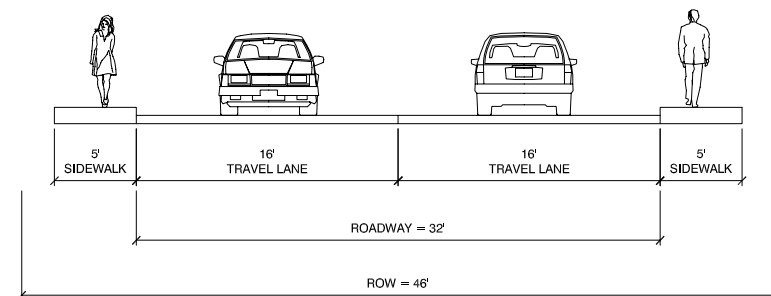 5'
SIDEWALK
16'
TRAVEL LANE
16'
TRAVEL LANE
5'
SIDEWALK
ROADWAY = 32'
ROW = 46'